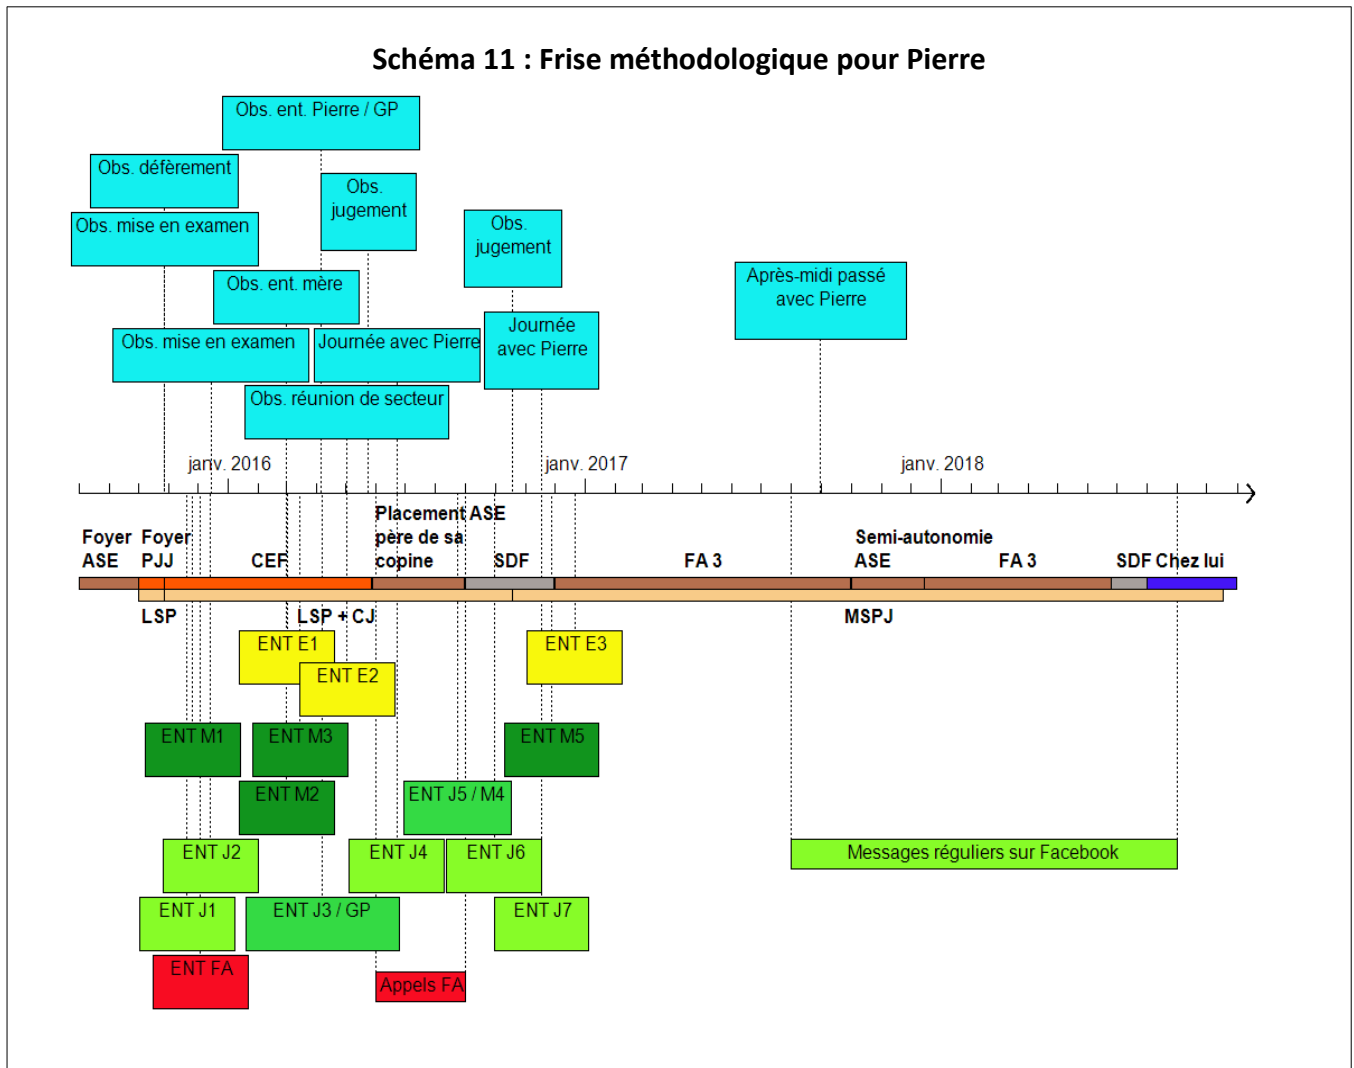 Schéma 11 : Frise méthodologique pour Pierre
Obs. ent. Pierre / GP
Obs. défèrement
Obs.
jugement
Obs. mise en examen
Obs.
jugement
Obs. ent. mère
Après-midi passé
avec Pierre
Obs. mise en examen
Journée avec Pierre
Journée
avec Pierre
Obs. réunion de secteur
janv. 2016
janv. 2017
janv. 2018
Foyer
ASE
Foyer
PJJ
CEF
Placement ASE
père de sa
copine
SDF
FA 3
Semi-autonomie
ASE
FA 3
SDF
Chez lui
LSP
LSP + CJ
MSPJ
ENT E1
ENT E2
ENT E3
ENT M1
ENT M3
ENT M5
ENT M2
ENT J5 / M4
ENT J2
ENT J4
ENT J6
Messages réguliers sur Facebook
ENT J1
ENT J3 / GP
ENT J7
ENT FA
Appels FA